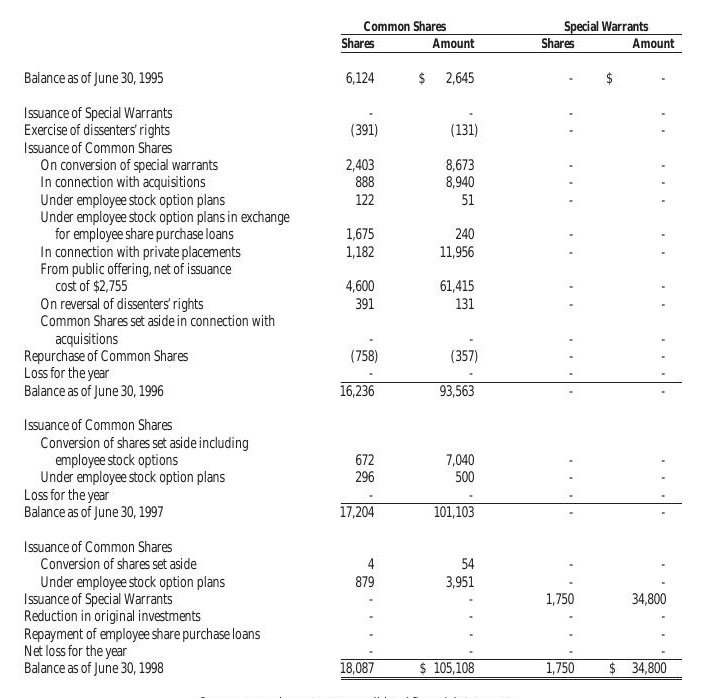 Common Shares Special Warrants
Shares Amount Shares Amount
Balance as of June 30, 1995 6,124 $ 2,645 - $ -
Issuance of Special Warrants - - - -
Exercise of dissenters' rights (391) (131) - -
Issuance of Common Shares
On conversion of special warrants 2,403 8,673 - -
In connection with acquisitions 888 8,940 - -
Under employee stock option plans 122 51 - -
Under employee stock option plans in exchange
for employee share purchase loans 1,675 240 - -
In connection with private placements 1,182 11,956 - -
From public offering, net of issuance
cost of $2,755 4,600 61,415 - -
On reversal of dissenters' rights 391 131 - -
Common Shares set aside in connection with
acquisitions - - - -
Repurchase of Common Shares (758) (357) - -
Loss for the year - - - -
Balance as of June 30, 1996 16,236 93,563 - -
Issuance of Common Shares
Conversion of shares set aside including
employee stock options 672 7,040 - -
Under employee stock option plans 296 500 - -
Loss for the year - - - -
Balance as of June 30, 1997 17,204 101,103 - -
Issuance of Common Shares
Conversion of shares set aside 4 54 - -
Under employee stock option plans 879 3,951 - -
Issuance of Special Warrants - - 1,750 34,800
Reduction in original investments - - - -
Repayment of employee share purchase loans - - - -
Net loss for the year - - - -
Balance as of June 30, 1998 18,087 $ 105,108 1,750 $ 34,800